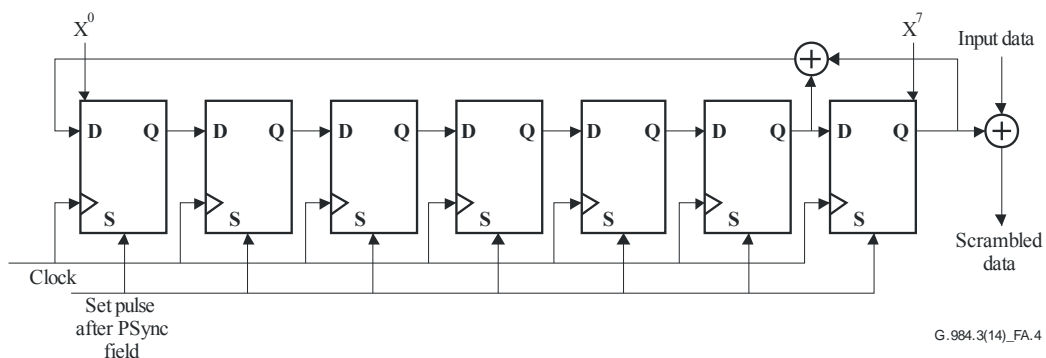 X0
X7
Input data
D Q D Q D Q D Q D Q D Q D Q
S S S S S S S
Clock
Scrambled
data
Set pulse
after PSync
field
G.984.3(14)_FA.4